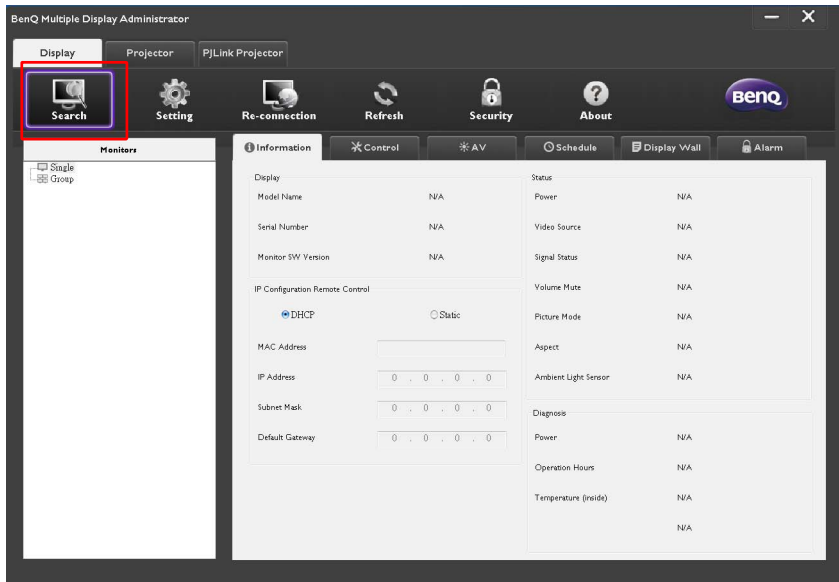 BenQ Multiple Display Administrator
Display Projector PJLink Projector
Search Setting Re-connection Refresh Security About BenQ
Monitors
Single
Group
Information Control AV Schedule Display Wall Alarm
Display
Model Name N/A
Serial Number N/A
Monitor SW Version N/A
IP Configuration Remote Control
DHCP Static
MAC Address
IP Address 0 . 0 . 0 . 0
Subnet Mask 0 . 0 . 0 . 0
Default Gateway 0 . 0 . 0 . 0
Status
Power N/A
Video Source N/A
Signal Status N/A
Volume Mute N/A
Picture Mode N/A
Aspect N/A
Ambient Light Sensor N/A
Diagnosis
Power N/A
Operation Hours N/A
Temperature (inside) N/A
N/A